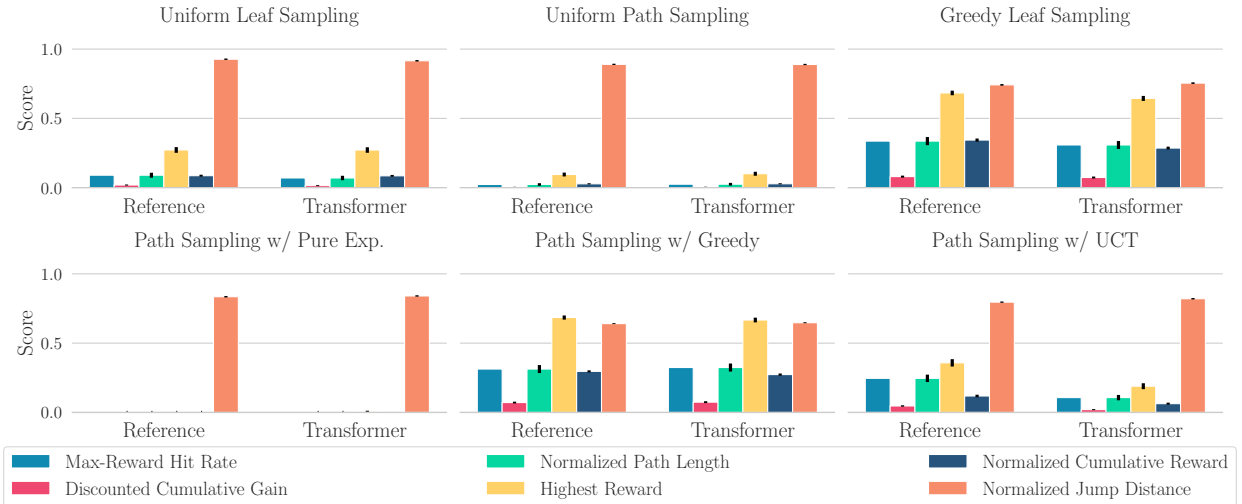 Uniform Leaf Sampling
Uniform Path Sampling
Greedy Leaf Sampling
Score
1.0
0.5
0.0
Reference
Transformer
Reference
Transformer
Reference
Transformer
Path Sampling w/ Pure Exp.
Path Sampling w/ Greedy
Path Sampling w/ UCT
Score
1.0
0.5
0.0
Reference
Transformer
Reference
Transformer
Reference
Transformer
Max-Reward Hit Rate
Discounted Cumulative Gain
Normalized Path Length
Highest Reward
Normalized Cumulative Reward
Normalized Jump Distance